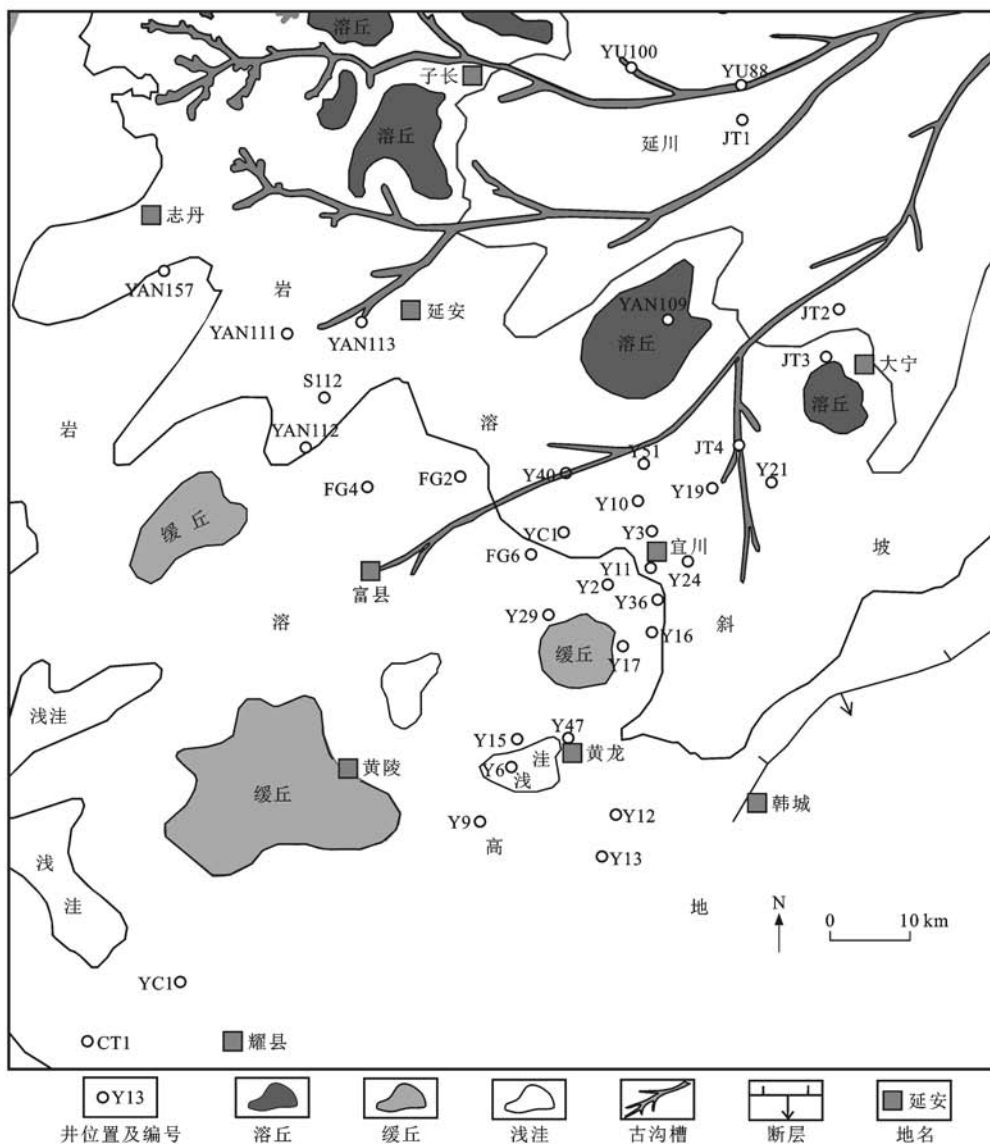 溶丘
YU100
子长
YU88
溶丘
JT1
延川
志丹
YAN157
岩
延安
YAN109
JT2
YAN111
YAN113
溶丘
JT3
大宁
S112
溶丘
岩
溶
YAN112
Y51
JT4
FG4
FG2
Y40
Y19
Y21
Y10
缓丘
YC1
Y3
宜川
坡
FG6
Y11
Y24
富县
Y2
Y36
溶
Y29
斜
Y16
缓丘
Y17
浅洼
Y15
Y47
洼
黄龙
黄陵
Y6
浅
缓丘
韩城
Y9
Y12
高
浅
Y13
洼
地
N
0 10 km
YC1
CT1
耀县
Y13
延安
井位置及编号
溶丘
缓丘
浅洼
古沟槽
断层
地名